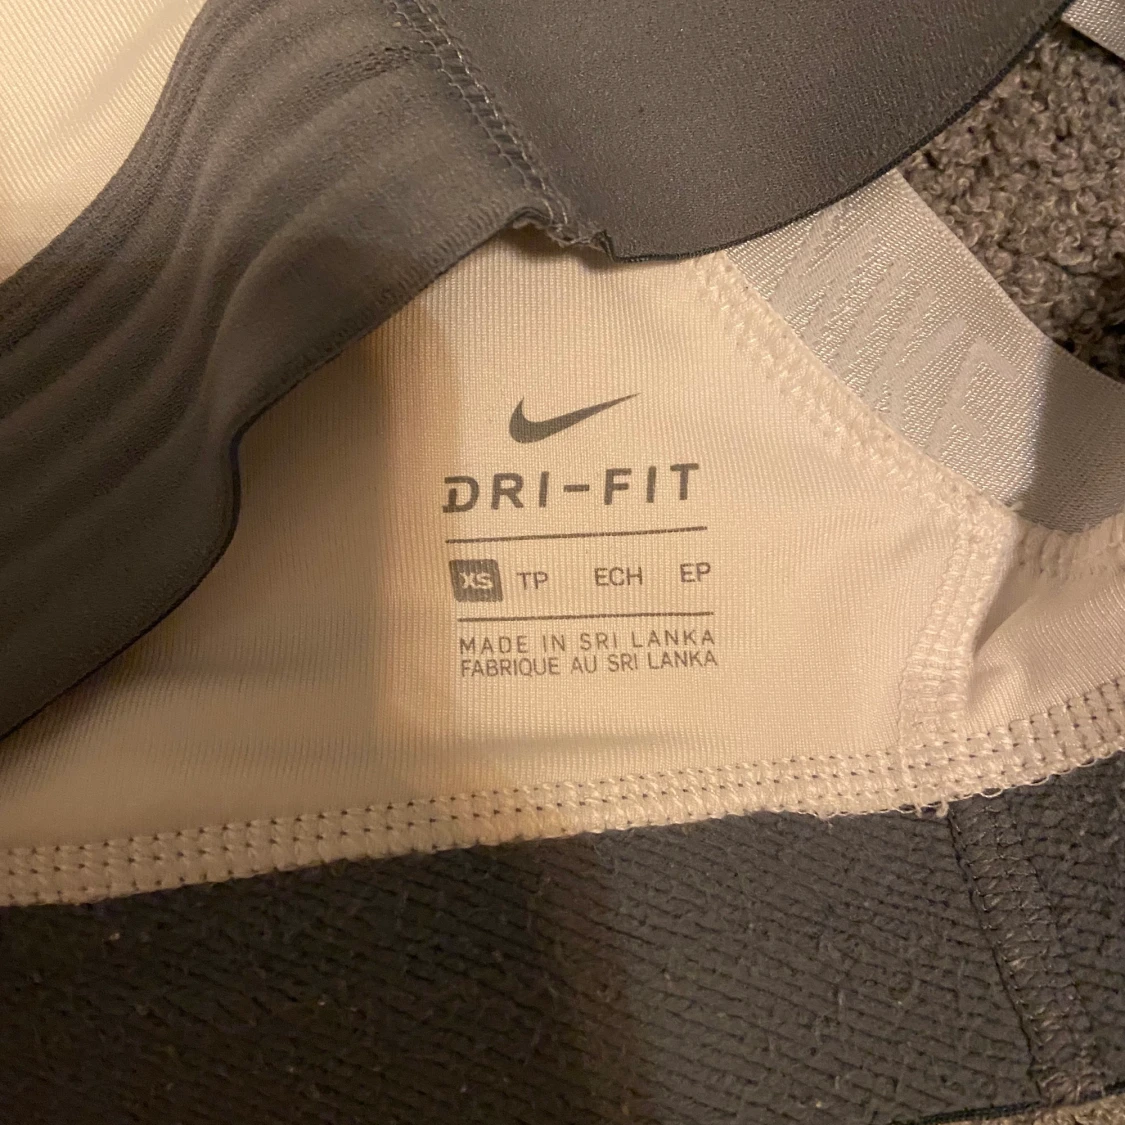 DRI-FIT
XS TP ECH EP
MADE IN SRI LANKA
FABRIQUE AU SRI LANKA